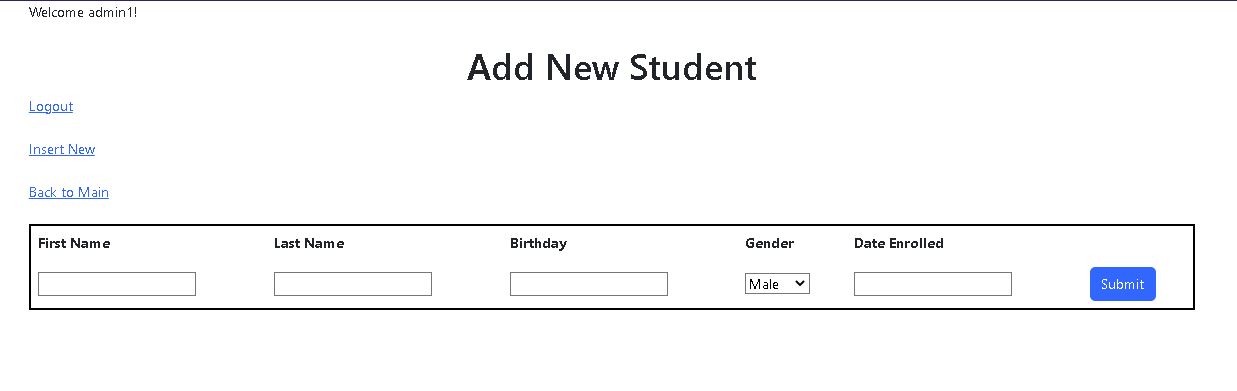 Welcome admin1!
Add New Student
Logout
Insert New
Back to Main
First Name Last Name Birthday Gender Date Enrolled
Male Submit